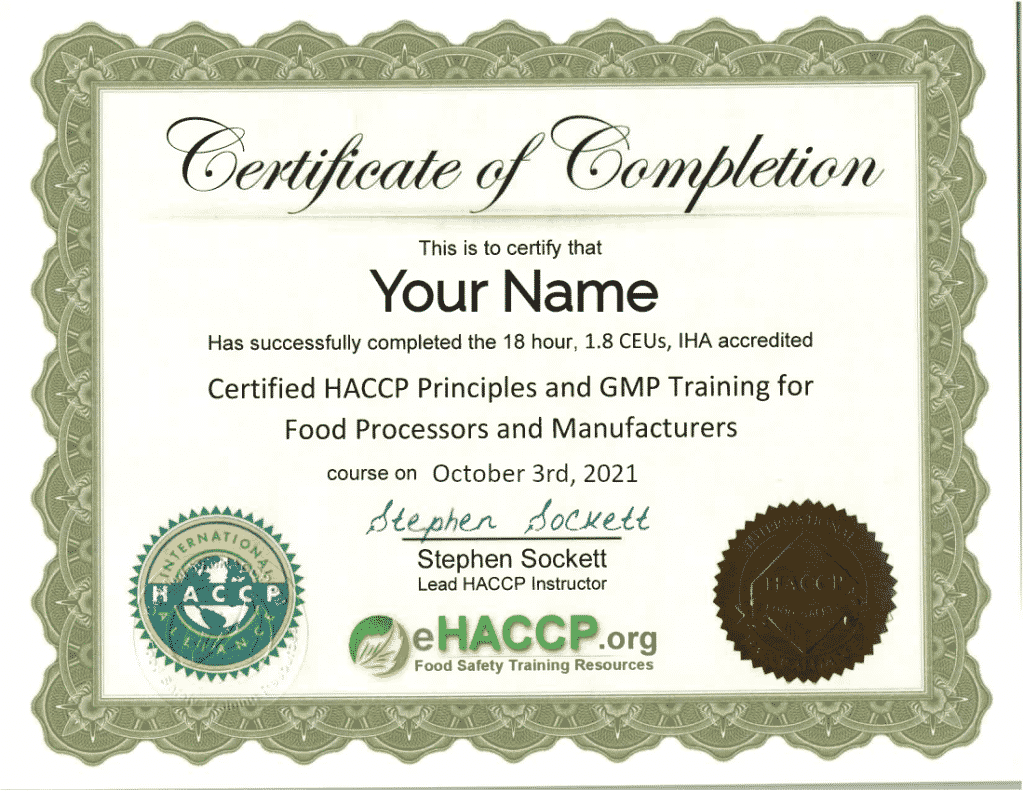 Certificate of Completion
This is to certify that
Your Name
Has successfully completed the 18 hour, 1.8 CEUs, IHA accredited
Certified HACCP Principles and GMP Training for
Food Processors and Manufacturers
course on October 3rd, 2021
Stephen Sockett
Stephen Sockett
Lead HACCP Instructor
eHACCP.org
Food Safety Training Resources
INTERNATIONAL
HACCP
ALLIANCE
INTERNATIONAL
HACCP